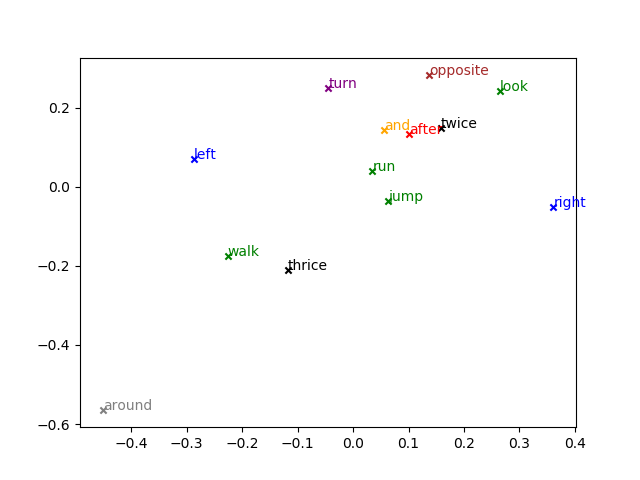 opposite
turn
look
0.2
and
after
twice
left
run
0.0
jump
right
walk
thrice
−0.2
−0.4
around
−0.6
−0.4 −0.3 −0.2 −0.1 0.0 0.1 0.2 0.3 0.4